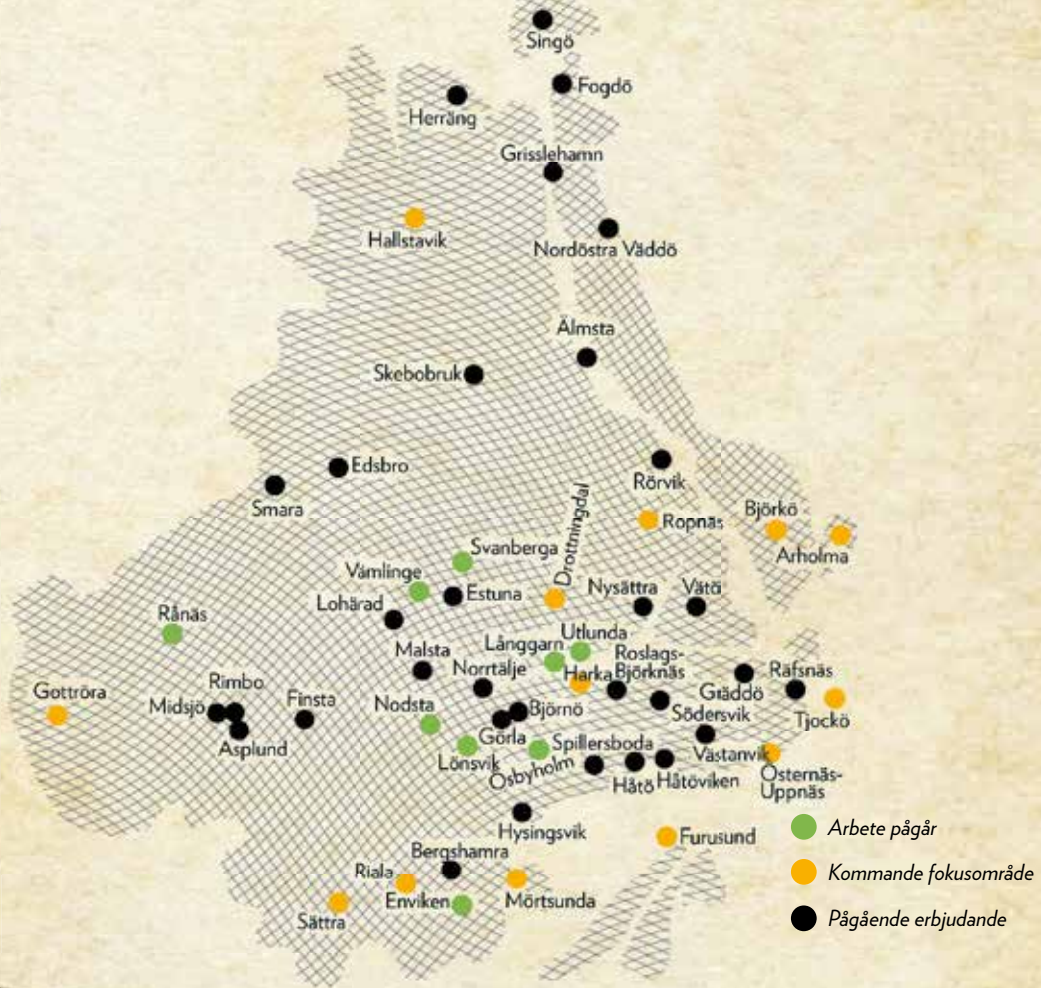 Singö
Fogdö
Herräng
Grisslehamn
Hallstavik
Nordöstra Väddö
Älmsta
Skebobruk
Edsbro
Smara
Rörvik
Ropnäs
Björkö
Arholma
Drottningdal
Svanberga
Vämlinge
Estuna
Lohärad
Nysättra
Vätö
Rånäs
Utlunda
Långgarn
Malsta
Roslags-
Björknäs
Harka
Norrtälje
Gräddö
Räfsnäs
Tjockö
Gottröra
Rimbo
Midsjö
Asplund
Finsta
Nodsta
Björnö
Görla
Södersvik
Västanvik
Lönsvik
Osbyholm
Spillersboda
Håtö
Håtöviken
Östernäs-
Uppnäs
Hysingsvik
Furusund
Bergshamra
Riala
Enviken
Mörtsunda
Sättra
Arbete pågår
Kommande fokusområde
Pågående erbjudande